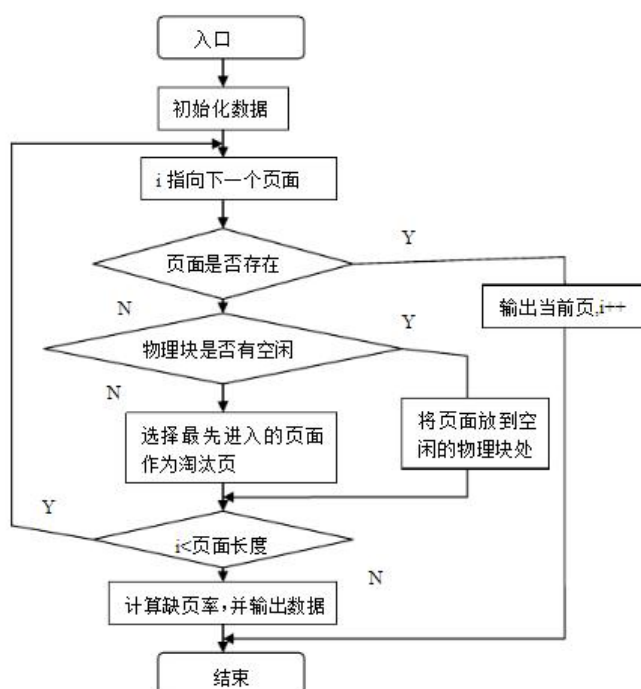 入口
初始化数据
i 指向下一个页面
Y
页面是否存在
输出当前页,i++
N
Y
物理块是否有空闲
N
选择最先进入的页面
作为淘汰页
将页面放到空
闲的物理块处
Y
i<页面长度
N
计算缺页率,并输出数据
结束